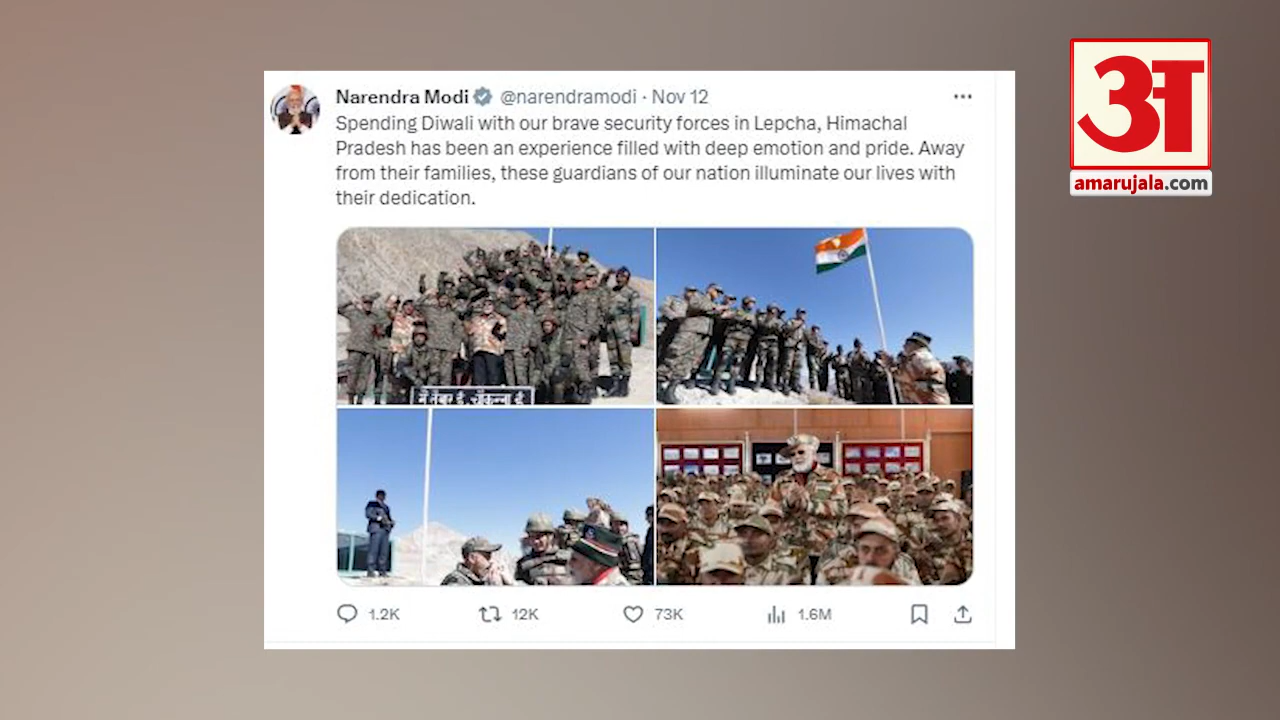 Narendra Modi @narendramodi · Nov 12
Spending Diwali with our brave security forces in Lepcha, Himachal
Pradesh has been an experience filled with deep emotion and pride. Away
from their families, these guardians of our nation illuminate our lives with
their dedication.
1.2K 12K 73K 1.6M
अ
amarujala.com